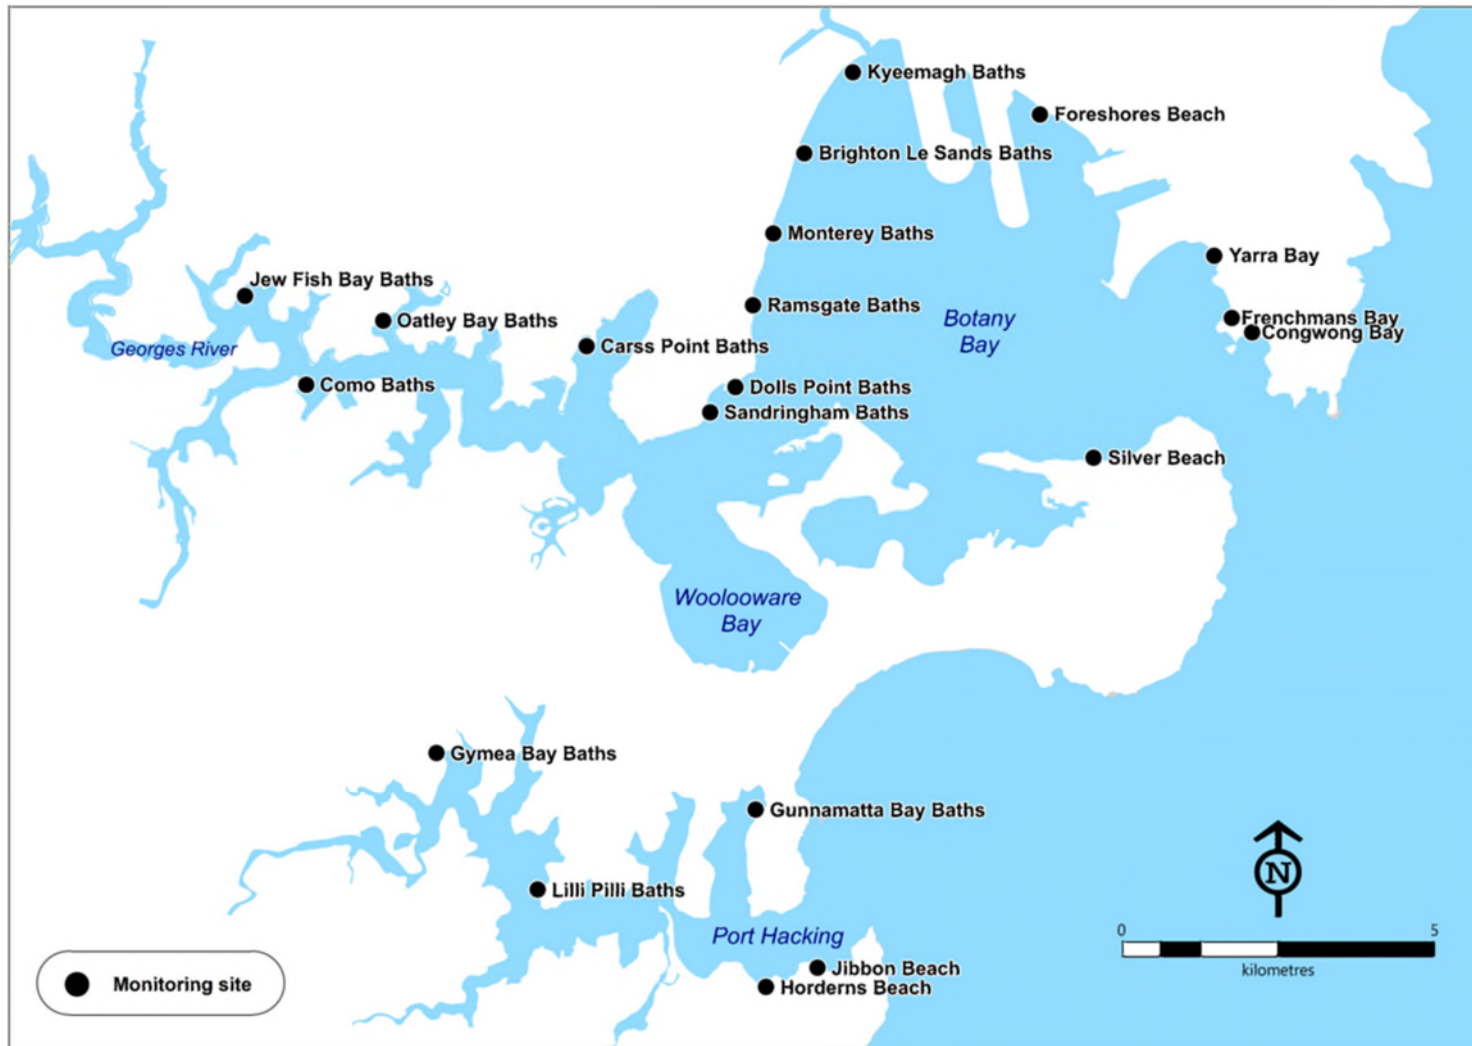 Kyeemagh Baths
Foreshores Beach
Brighton Le Sands Baths
Monterey Baths
Yarra Bay
Jew Fish Bay Baths
Ramsgate Baths
Botany
Bay
Frenchmans Bay
Congwong Bay
Oatley Bay Baths
Georges River
Carss Point Baths
Como Baths
Dolls Point Baths
Sandringham Baths
Silver Beach
Woolooware
Bay
Gymea Bay Baths
Gunnamatta Bay Baths
Lilli Pilli Baths
N
Port Hacking
0 5
kilometres
Jibbon Beach
Horderns Beach
Monitoring site